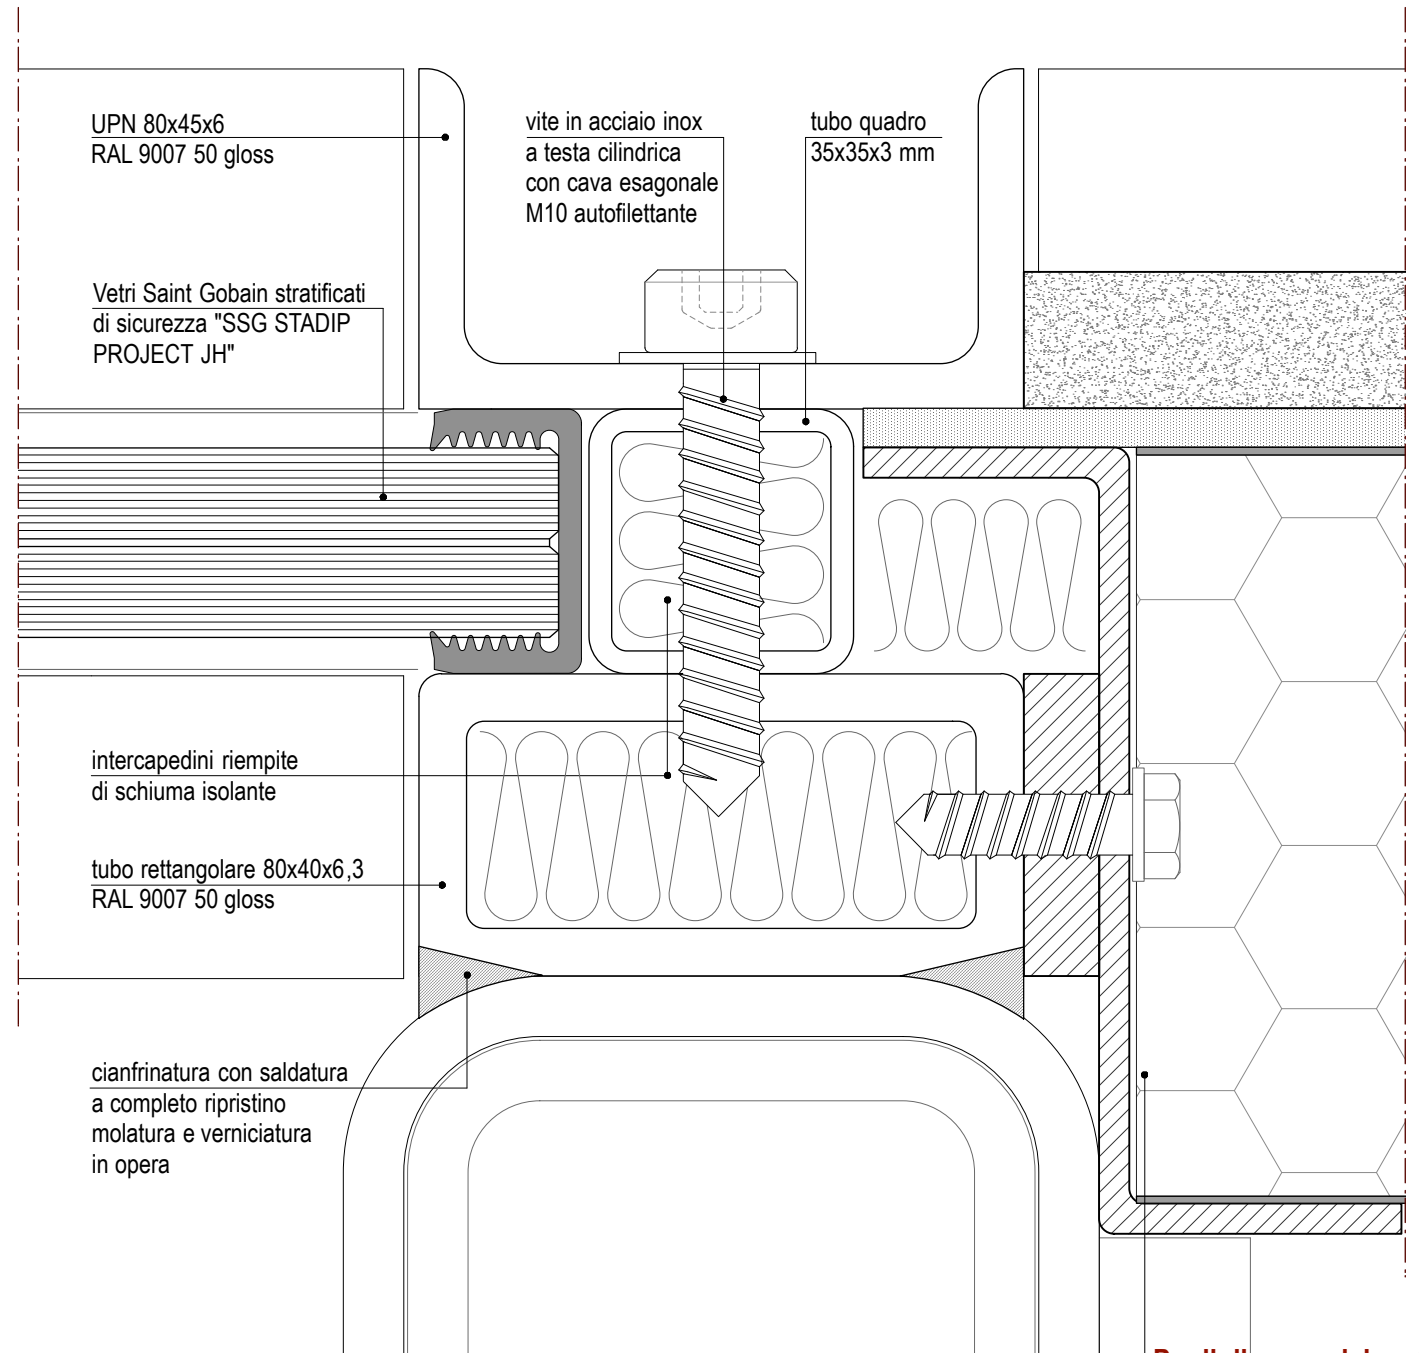 UPN 80x45x6
RAL 9007 50 gloss
vite in acciaio inox
a testa cilindrica
con cava esagonale
M10 autofilettante
tubo quadro
35x35x3 mm
Vetri Saint Gobain stratificati
di sicurezza "SSG STADIP
PROJECT JH"
intercapedini riempite
di schiuma isolante
tubo rettangolare 80x40x6,3
RAL 9007 50 gloss
cianfrinatura con saldatura
a completo ripristino
molatura e verniciatura
in opera